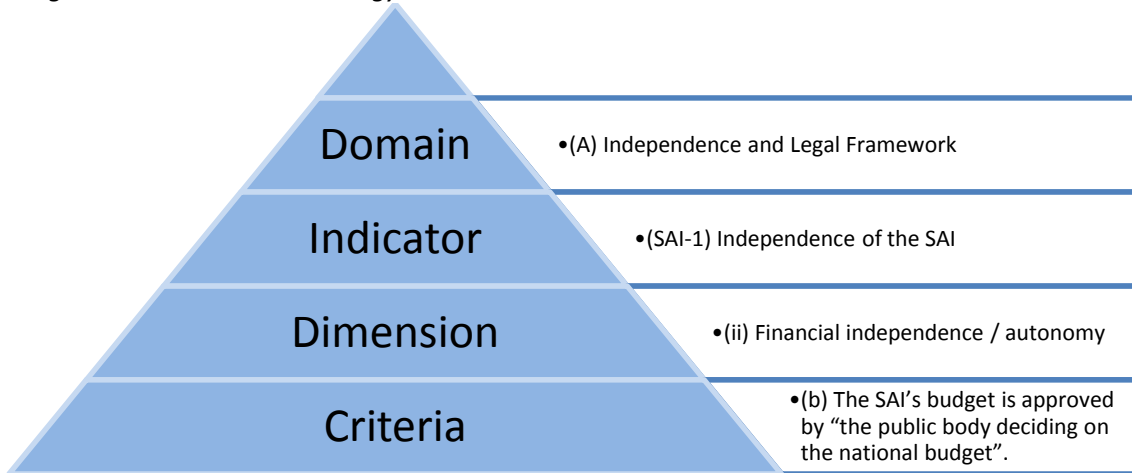 Domain
•(A) Independence and Legal Framework
Indicator
•(SAI-1) Independence of the SAI
Dimension
•(ii) Financial independence / autonomy
Criteria
•(b) The SAI’s budget is approved
by “the public body deciding on
the national budget”.